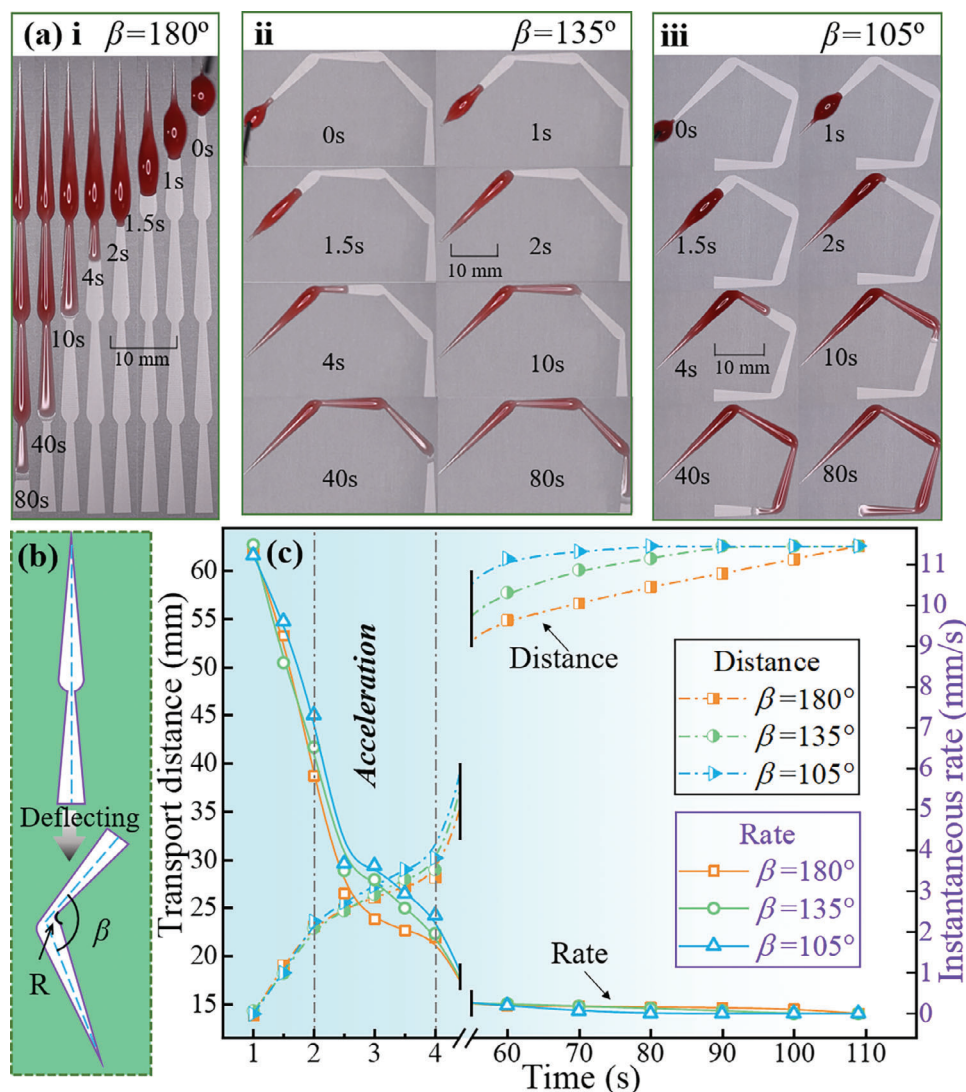 (a) i β=180°
0s
1s
1.5s
2s
4s
10s
10 mm
40s
80s
ii β=135°
0s
1s
1.5s
2s
10 mm
4s
10s
40s
80s
iii β=105°
0s
1s
1.5s
2s
4s
10 mm
10s
40s
80s
(b)
Deflecting
β
R
(c)
Transport distance (mm)
60
55
50
45
40
35
30
25
20
15
Acceleration
Distance
Distance
β=180°
β=135°
β=105°
Rate
β=180°
β=135°
β=105°
Rate
11
10
9
8
7
6
5
4
3
2
1
0
Instantaneous rate (mm/s)
1 2 3 4 60 70 80 90 100 110
Time (s)